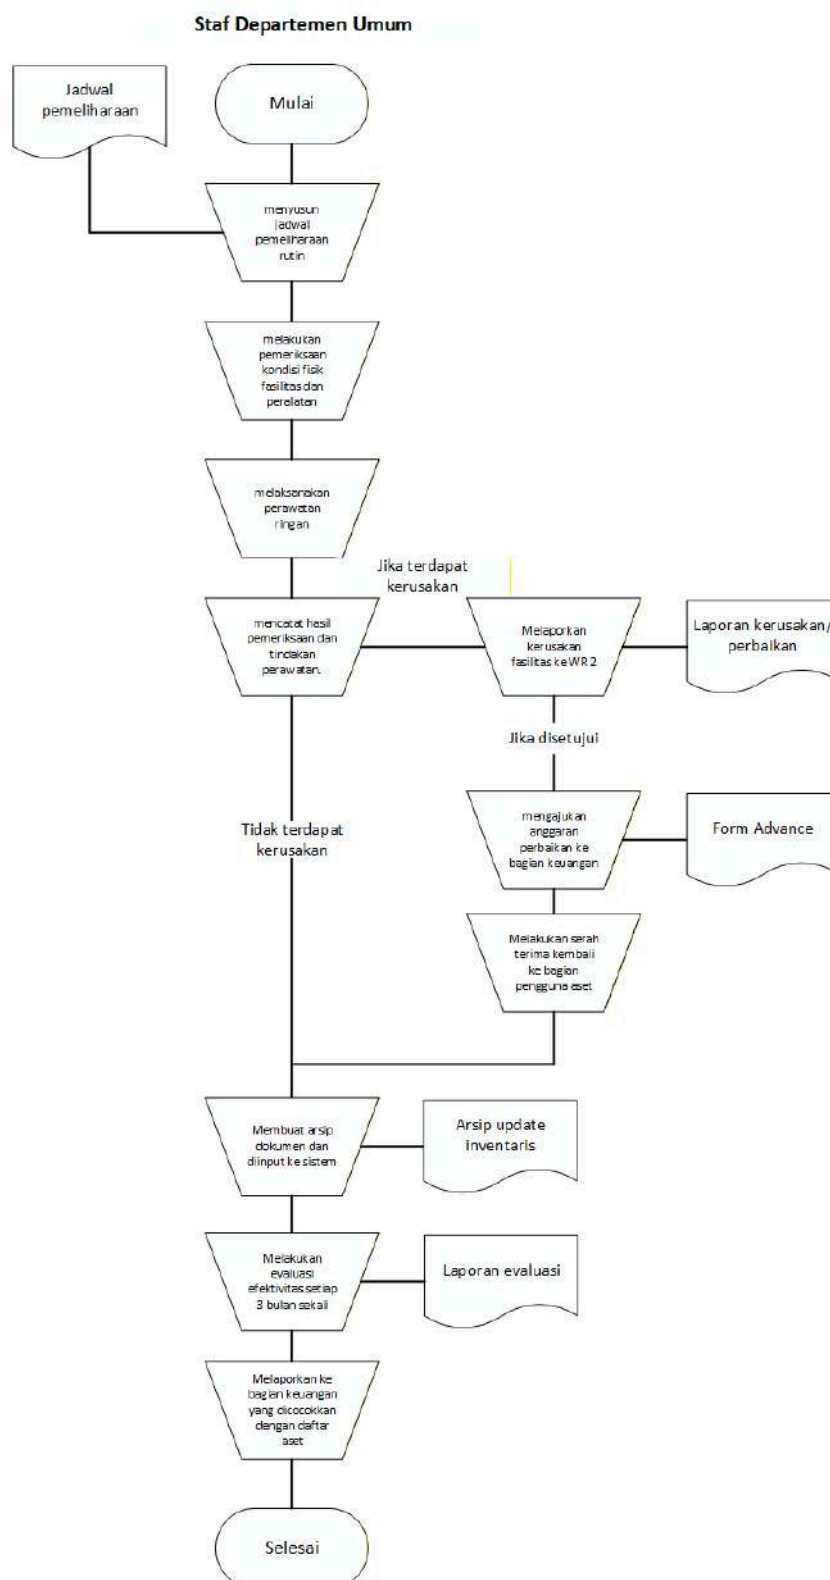 Staf Departemen Umum
Jadwal
pemeliharaan
Mulai
menyusun
jadwal
pemeliharaan
rutin
melakukan
pemeriksaan
kondisi fisik
fasilitas dan
peralatan
melaksanakan
perawatan
ringan
Jika terdapat
kerusakan
mencatat hasil
pemeriksaan dan
tindakan
perawatan.
Melaporkan
kerusakan
fasilitas ke WR 2
Laporan kerusakan/
perbaikan
Jika disetujui
Tidak terdapat
kerusakan
mengajukan
anggaran
perbaikan ke
bagian keuangan
Form Advance
Melakukan serah
terima kembali
ke bagian
pengguna aset
Membuat arsip
dokumen dan
diinput ke sistem
Arsip update
inventaris
Melakukan
evaluasi
efektivitas setiap
3 bulan sekali
Laporan evaluasi
Melaporkan ke
bagian keuangan
yang dicocokkan
dengan daftar
aset
Selesai